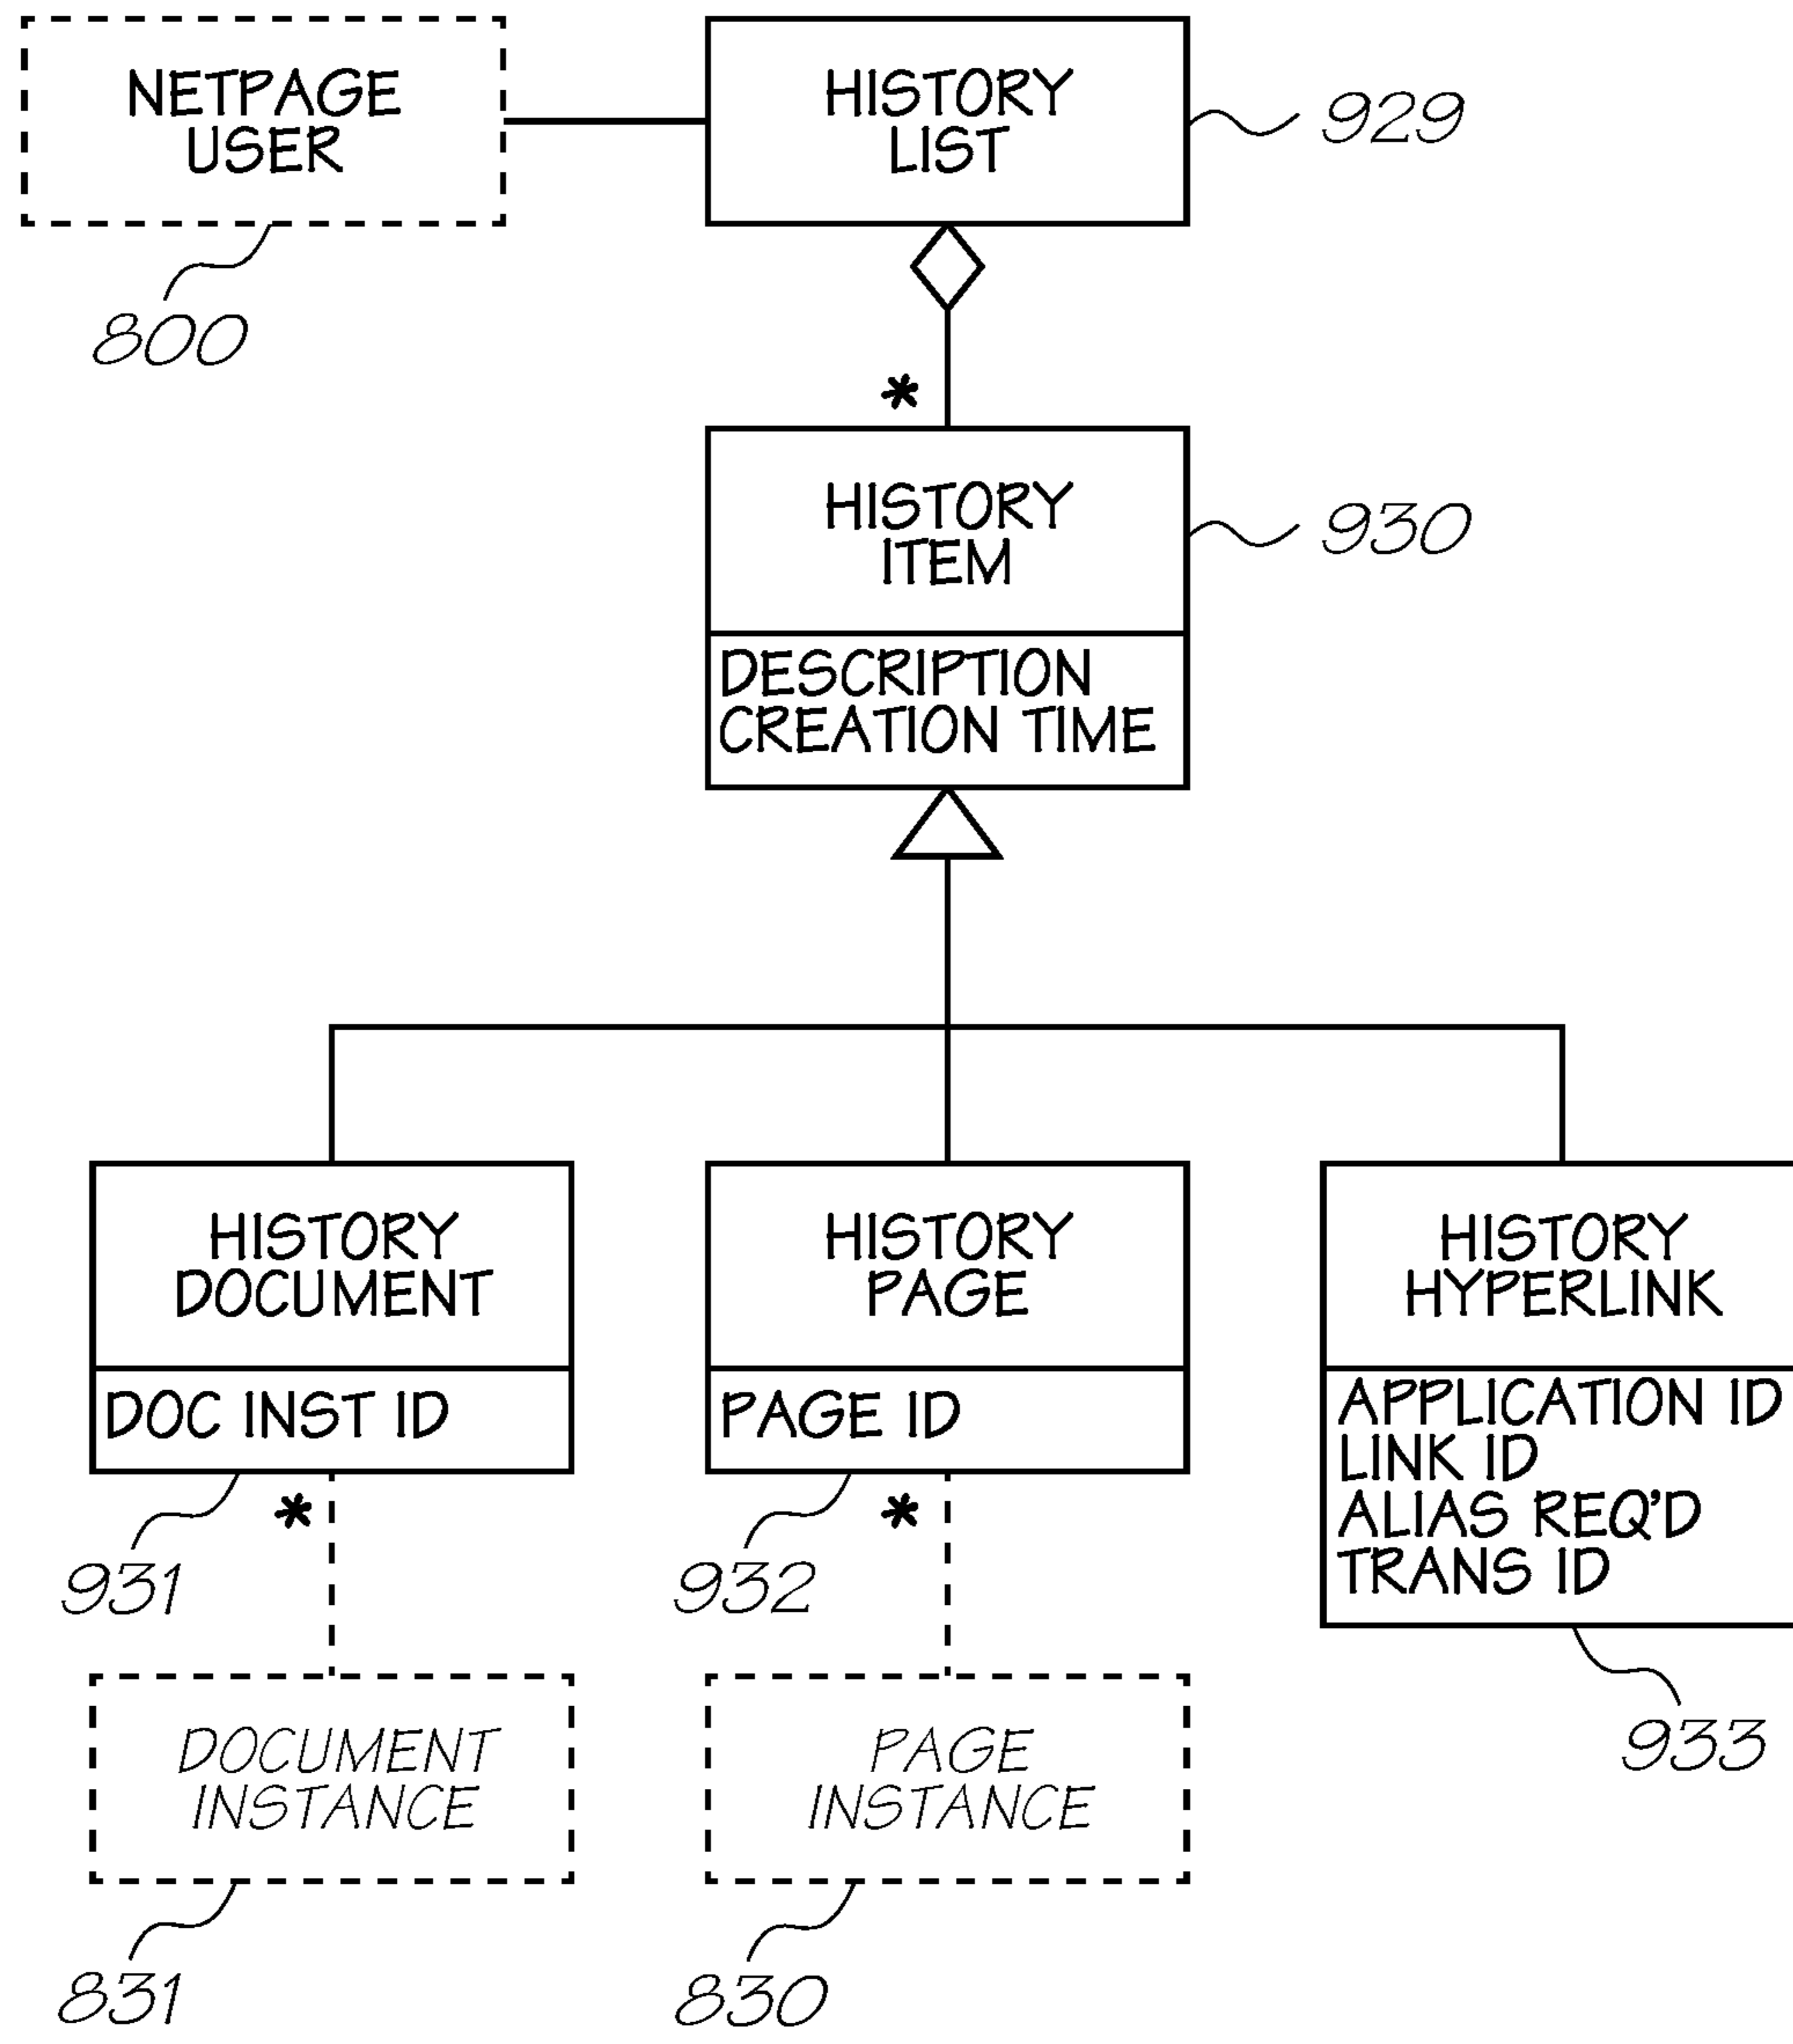 NETPAGE
USER
HISTORY
LIST
929
800
*
HISTORY
ITEM
930
DESCRIPTION
CREATION TIME
HISTORY
DOCUMENT
HISTORY
PAGE
HISTORY
HYPERLINK
DOC INST ID
PAGE ID
APPLICATION ID
LINK ID
ALIAS REQ'D
TRANS ID
*
*
931
932
933
DOCUMENT
INSTANCE
PAGE
INSTANCE
831
830